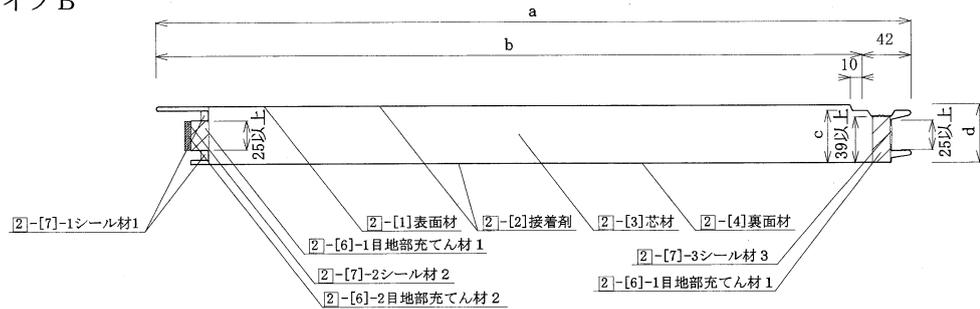 イプB
a
b
42
10
25以上
c
39以上
25以上
d
2-[7]-1シール材1
2-[1]表面材
2-[2]接着剤
2-[3]芯材
2-[4]裏面材
2-[6]-1目地部充てん材1
2-[7]-3シール材3
2-[7]-2シール材2
2-[6]-1目地部充てん材1
2-[6]-2目地部充てん材2